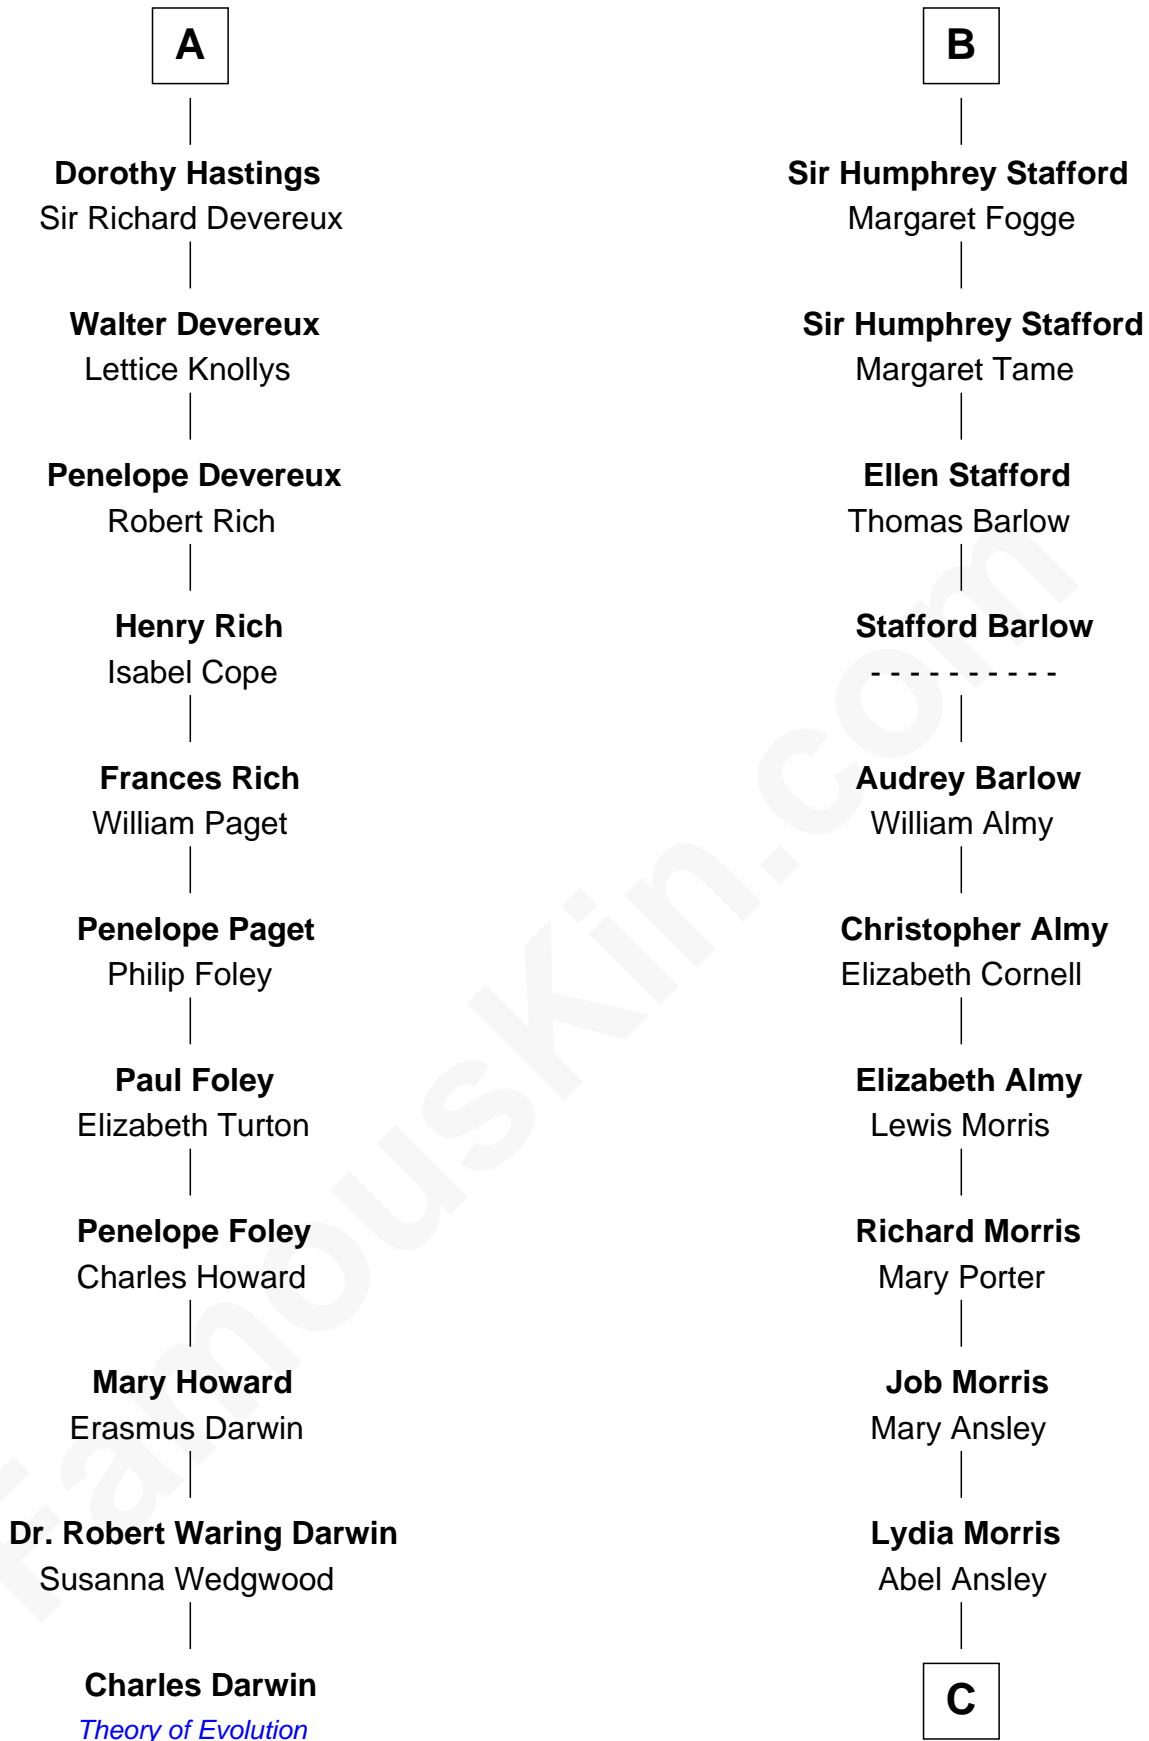 A
Dorothy Hastings
Sir Richard Devereux
Walter Devereux
Lettice Knollys
Penelope Devereux
Robert Rich
Henry Rich
Isabel Cope
Frances Rich
William Paget
Penelope Paget
Philip Foley
Paul Foley
Elizabeth Turton
Penelope Foley
Charles Howard
Mary Howard
Erasmus Darwin
Dr. Robert Waring Darwin
Susanna Wedgwood
Charles Darwin
Theory of Evolution
B
Sir Humphrey Stafford
Margaret Fogge
Sir Humphrey Stafford
Margaret Tame
Ellen Stafford
Thomas Barlow
Stafford Barlow
- - - - - - - - - -
Audrey Barlow
William Almy
Christopher Almy
Elizabeth Cornell
Elizabeth Almy
Lewis Morris
Richard Morris
Mary Porter
Job Morris
Mary Ansley
Lydia Morris
Abel Ansley
C
FamousKin.com